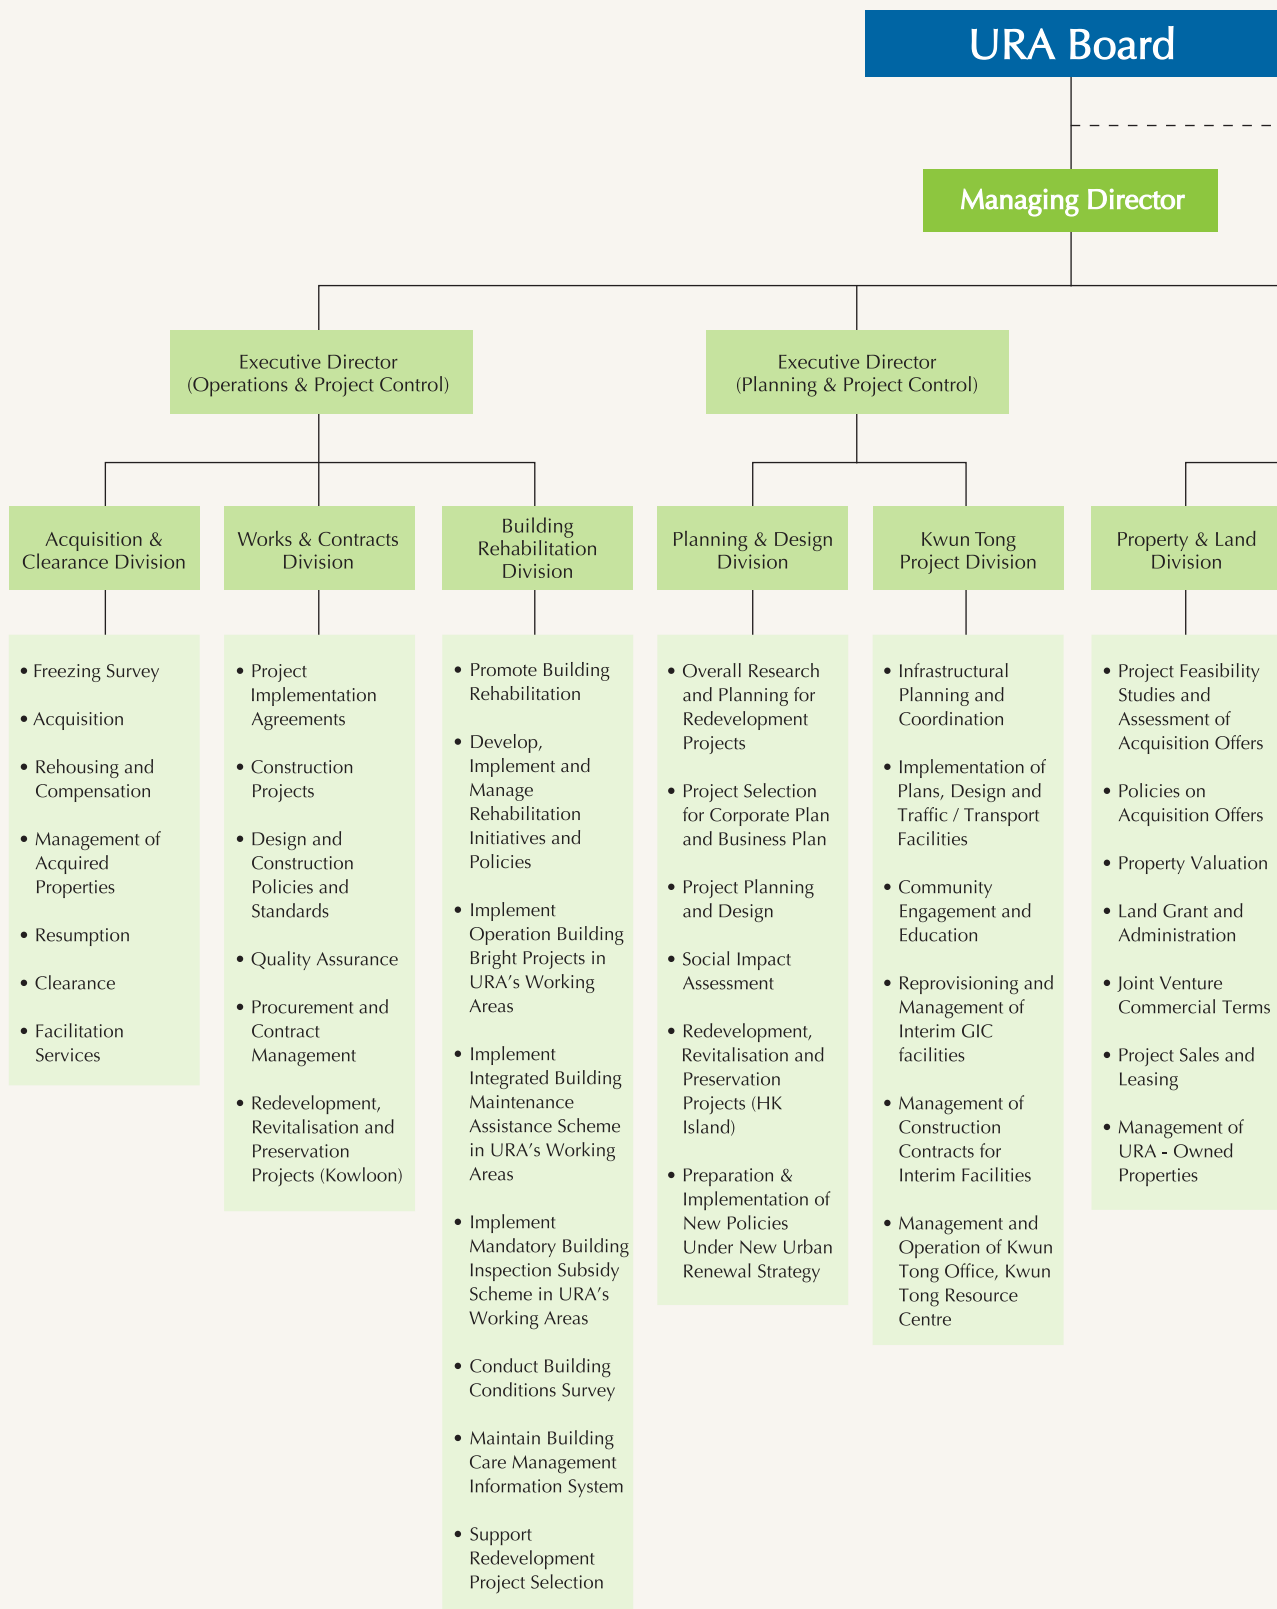 URA Board
Managing Director
Executive Director
(Operations & Project Control)
Executive Director
(Planning & Project Control)
Acquisition &
Clearance Division
Works & Contracts
Division
Building
Rehabilitation
Division
Planning & Design
Division
Kwun Tong
Project Division
Property & Land
Division
• Freezing Survey
• Acquisition
• Rehousing and
Compensation
• Management of
Acquired
Properties
• Resumption
• Clearance
• Facilitation
Services
• Project
Implementation
Agreements
• Construction
Projects
• Design and
Construction
Policies and
Standards
• Quality Assurance
• Procurement and
Contract
Management
• Redevelopment,
Revitalisation and
Preservation
Projects (Kowloon)
• Promote Building
Rehabilitation
• Develop,
Implement and
Manage
Rehabilitation
Initiatives and
Policies
• Implement
Operation Building
Bright Projects in
URA's Working
Areas
• Implement
Integrated Building
Maintenance
Assistance Scheme
in URA's Working
Areas
• Implement
Mandatory Building
Inspection Subsidy
Scheme in URA's
Working Areas
• Conduct Building
Conditions Survey
• Maintain Building
Care Management
Information System
• Support
Redevelopment
Project Selection
• Overall Research
and Planning for
Redevelopment
Projects
• Project Selection
for Corporate Plan
and Business Plan
• Project Planning
and Design
• Social Impact
Assessment
• Redevelopment,
Revitalisation and
Preservation
Projects (HK
Island)
• Preparation &
Implementation of
New Policies
Under New Urban
Renewal Strategy
• Infrastructural
Planning and
Coordination
• Implementation of
Plans, Design and
Traffic / Transport
Facilities
• Community
Engagement and
Education
• Reprovisioning and
Management of
Interim GIC
facilities
• Management of
Construction
Contracts for
Interim Facilities
• Management and
Operation of Kwun
Tong Office, Kwun
Tong Resource
Centre
• Project Feasibility
Studies and
Assessment of
Acquisition Offers
• Policies on
Acquisition Offers
• Property Valuation
• Land Grant and
Administration
• Joint Venture
Commercial Terms
• Project Sales and
Leasing
• Management of
URA - Owned
Properties